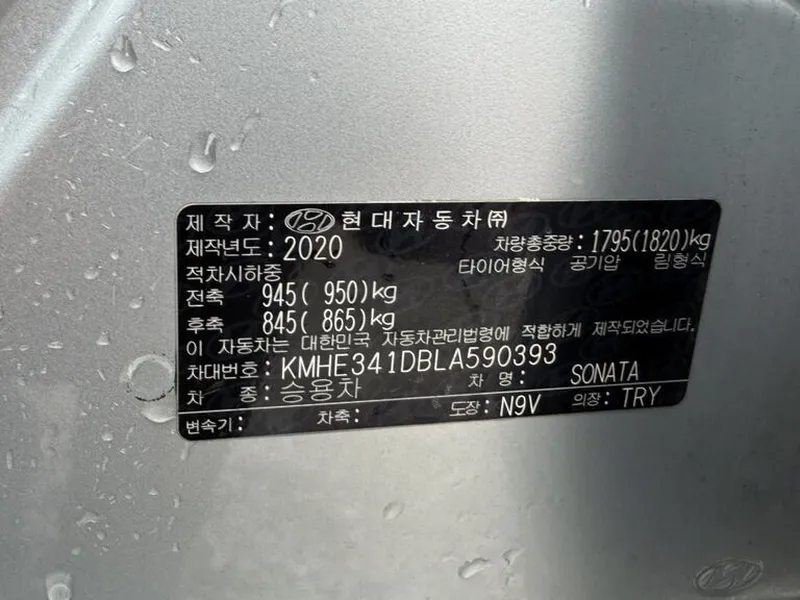 제 작 자 : 현대자동차㈜
제작년도 : 2020 차량총중량 : 1795(1820)kg
적차시하중 타이어형식 공기압 림형식
전축 945( 950)kg
후축 845( 865)kg
이 자동차는 대한민국 자동차관리법령에 적합하게 제작되었습니다
차대번호 : KMHE341DBLA590393
차 종 : 승용차 차 명 : SONATA
변속기 : 차축 : 도장 : N9V 의장 : TRY